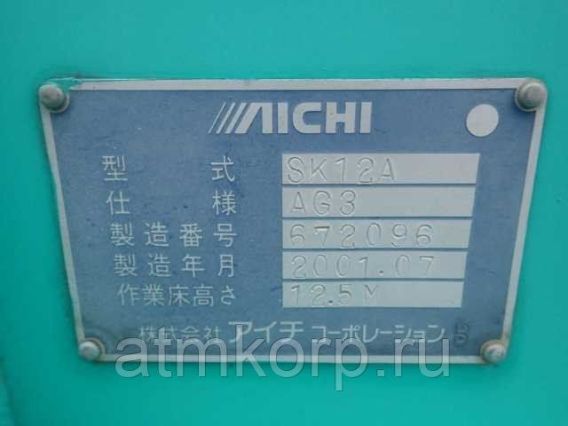 AICHI
型式 SK12A
仕様 AG3
製造番号 672096
製造年月 2001.07
作業床高さ 12.5M
株式会社 アイチ コーポレーション
atmkorp.ru